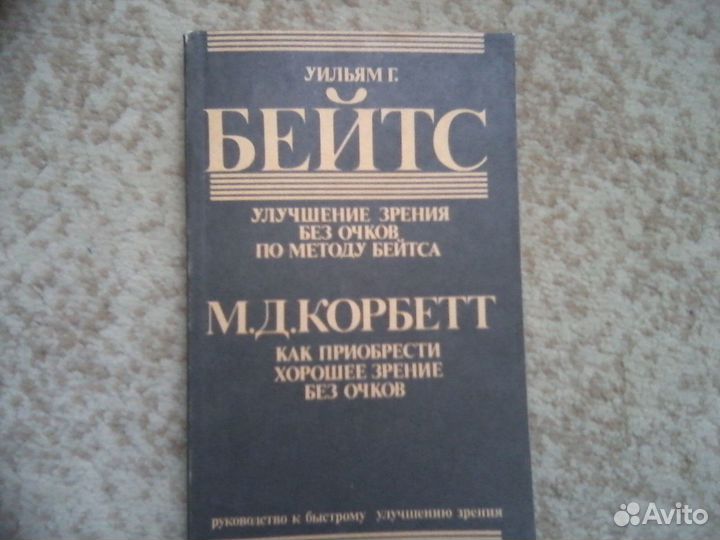 УИЛЬЯМ Г.
БЕЙТС
УЛУЧШЕНИЕ ЗРЕНИЯ
БЕЗ ОЧКОВ
ПО МЕТОДУ БЕЙТСА
М.Д.КОРБЕТТ
КАК ПРИОБРЕСТИ
ХОРОШЕЕ ЗРЕНИЕ
БЕЗ ОЧКОВ
руководство к быстрому улучшению зрения
Avito